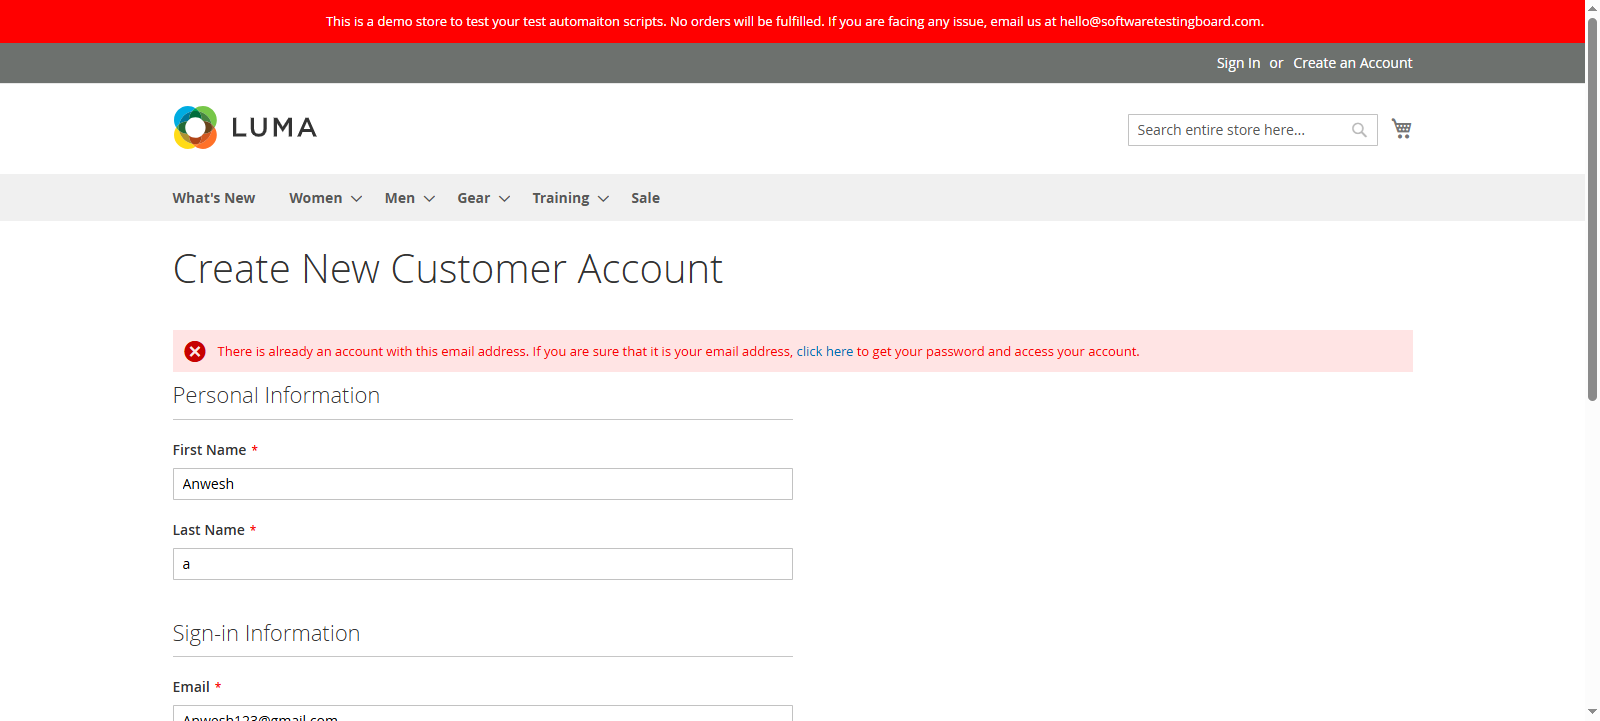 This is a demo store to test your test automaiton scripts. No orders will be fulfilled. If you are facing any issue, email us at hello@softwaretestingboard.com.
Sign In or Create an Account
LUMA
Search entire store here...
What's New Women Men Gear Training Sale
Create New Customer Account
There is already an account with this email address. If you are sure that it is your email address, click here to get your password and access your account.
Personal Information
First Name *
Anwesh
Last Name *
a
Sign-in Information
Email *
Anwesh123@gmail.com